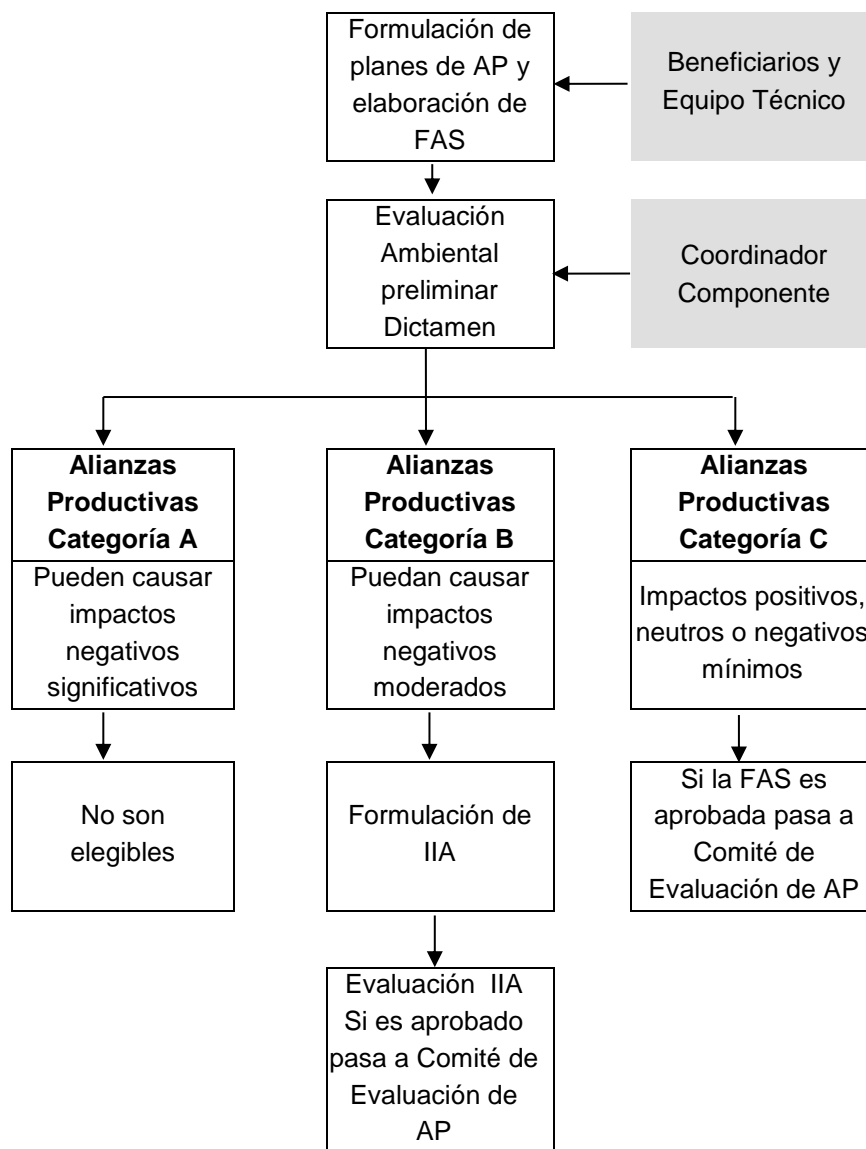 Formulación de
planes de AP y
elaboración de
FAS
Beneficiarios y
Equipo Técnico
Evaluación
Ambiental
preliminar
Dictamen
Coordinador
Componente
Alianzas
Productivas
Categoría A
Pueden causar
impactos
negativos
significativos
No son
elegibles
Alianzas
Productivas
Categoría B
Puedan causar
impactos
negativos
moderados
Formulación de
IIA
Evaluación  IIA
Si es aprobado
pasa a Comité de
Evaluación de
AP
Alianzas
Productivas
Categoría C
Impactos positivos,
neutros o negativos
mínimos
Si la FAS es
aprobada pasa a
Comité de
Evaluación de AP